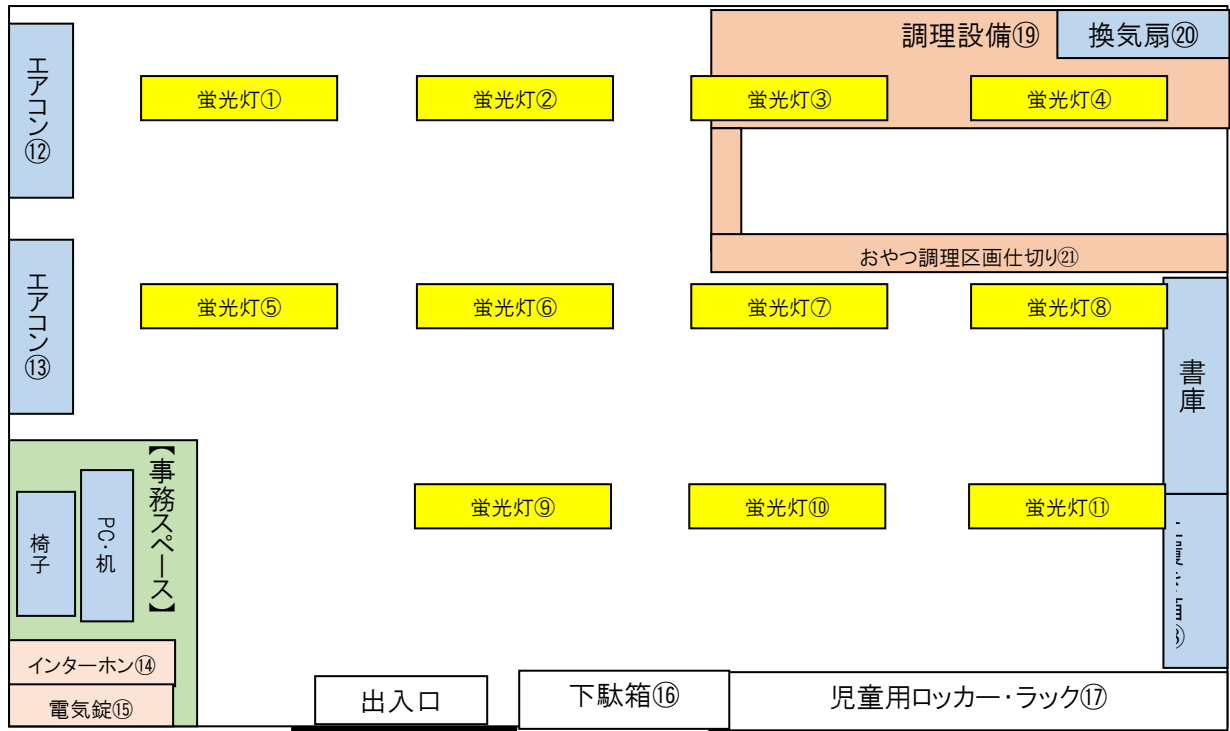 調理設備⑲
換気扇⑳
エアコン⑫
蛍光灯①
蛍光灯②
蛍光灯③
蛍光灯④
おやつ調理区画仕切り㉑
エアコン⑬
蛍光灯⑤
蛍光灯⑥
蛍光灯⑦
蛍光灯⑧
書庫
【事務スペース】
PC・机
椅子
蛍光灯⑨
蛍光灯⑩
蛍光灯⑪
インターホン⑭
電気錠⑮
出入口
下駄箱⑯
児童用ロッカー・ラック⑰